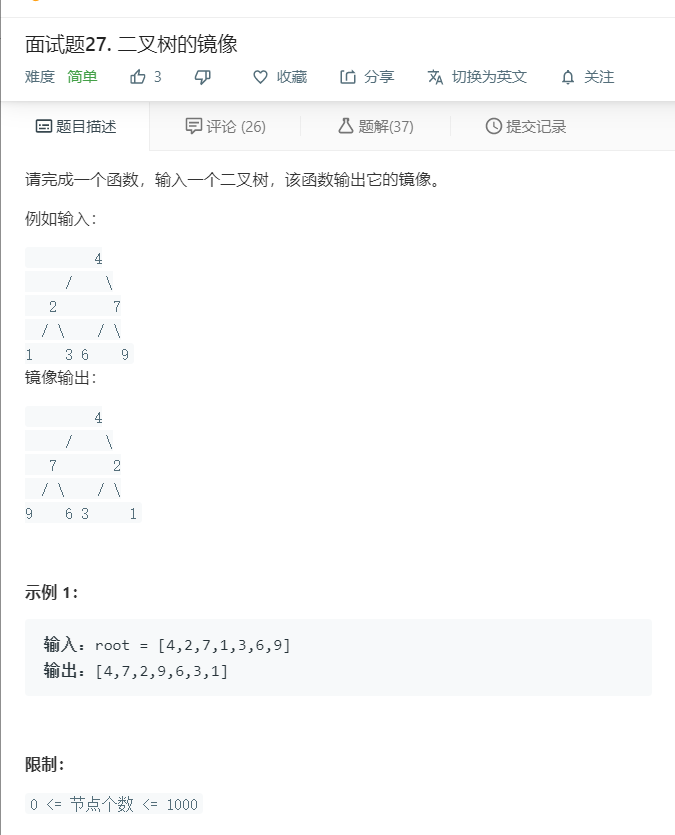 面试题27. 二叉树的镜像
难度 简单 3 收藏 分享 切换为英文 关注
题目描述 评论 (26) 题解(37) 提交记录
请完成一个函数，输入一个二叉树，该函数输出它的镜像。
例如输入：
4
/ \
2 7
/ \ / \
1 3 6 9
镜像输出：
4
/ \
7 2
/ \ / \
9 6 3 1
示例 1：
输入：root = [4,2,7,1,3,6,9]
输出：[4,7,2,9,6,3,1]
限制：
0 <= 节点个数 <= 1000